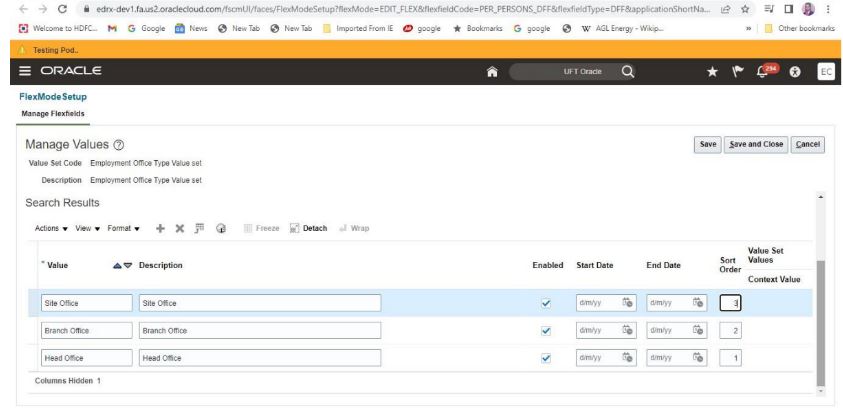 edrx-dev1.fa.us2.oraclecloud.com/fscmUI/faces/FlexModeSetup?flexMode=EDIT_FLEX&flexfieldCode=PER_PERSONS_DFF&flexfieldType=DFF&applicationShortNa...
Welcome to HDFC... G Google News New Tab New Tab Imported From IE google Bookmarks G google W AGL Energy - Wikip... » Other bookmarks
Testing Pod..
ORACLE UFT Oracle 294 EC
FlexModeSetup
Manage Flexfields
Manage Values Save Save and Close Cancel
Value Set Code Employment Office Type Value set
Description Employment Office Type Value set
Search Results
Actions View Format Freeze Detach Wrap
* Value Description Enabled Start Date End Date Sort Order Value Set Values
Context Value
Site Office Site Office d/m/yy d/m/yy 3
Branch Office Branch Office d/m/yy d/m/yy 2
Head Office Head Office d/m/yy d/m/yy 1
Columns Hidden 1